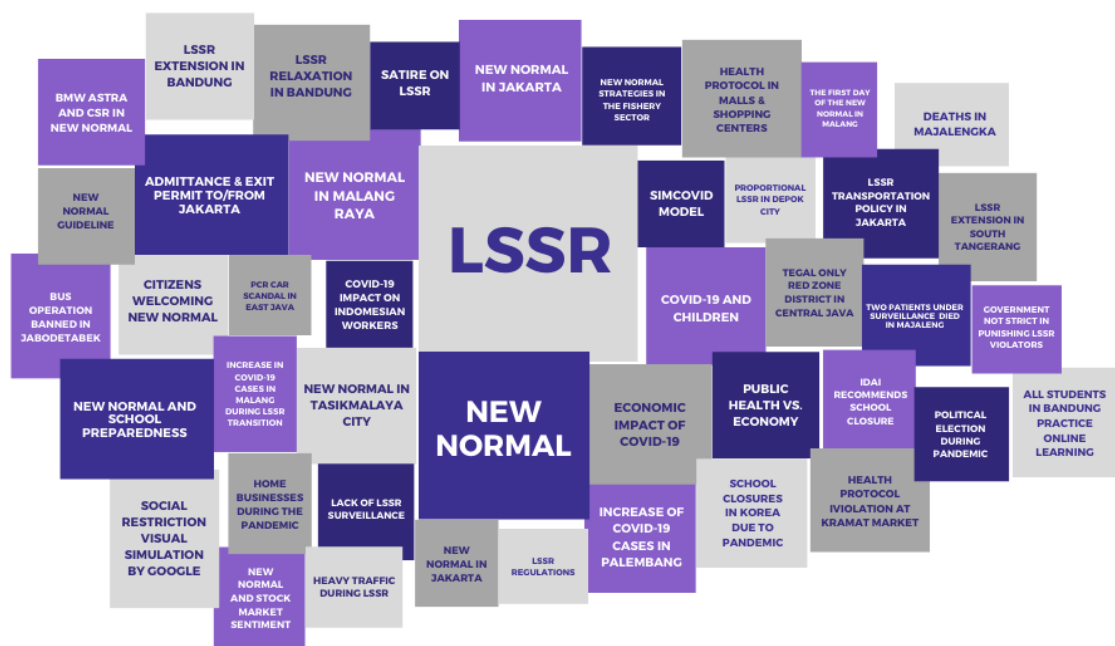 LSSR
EXTENSION IN
BANDUNG
LSSR
RELAXATION
IN BANDUNG
SATIRE ON
LSSR
NEW NORMAL
IN JAKARTA
NEW NORMAL
STRATEGIES IN
THE FISHERY
SECTOR
HEALTH
PROTOCOL IN
MALLS &
SHOPPING
CENTERS
THE FIRST DAY
OF THE NEW
NORMAL IN
MALANG
DEATHS IN
MAJALENGKA
BMW ASTRA
AND CSR IN
NEW NORMAL
NEW
NORMAL
GUIDELINE
ADMITTANCE & EXIT
PERMIT TO/FROM
JAKARTA
NEW NORMAL
IN MALANG
RAYA
LSSR
SIMCOVID
MODEL
PROPORTIONAL
LSSR IN DEPOK
CITY
LSSR
TRANSPORTATION
POLICY IN
JAKARTA
LSSR
EXTENSION IN
SOUTH
TANGERANG
BUS
OPERATION
BANNED IN
JABODETABEK
CITIZENS
WELCOMING
NEW NORMAL
PCR CAR
SCANDAL IN
EAST JAVA
COVID-19
IMPACT ON
INDONESIAN
WORKERS
COVID-19 AND
CHILDREN
TEGAL ONLY
RED ZONE
DISTRICT IN
CENTRAL JAVA
TWO PATIENTS UNDER
SURVEILLANCE DIED
IN MAJALENG
GOVERNMENT
NOT STRICT IN
PUNISHING LSSR
VIOLATORS
NEW NORMAL AND
SCHOOL
PREPAREDNESS
INCREASE IN
COVID-19
CASES IN
MALANG DURING
LSSR
TRANSITION
NEW NORMAL IN
TASIKMALAYA
CITY
NEW
NORMAL
ECONOMIC
IMPACT OF
COVID-19
PUBLIC
HEALTH VS.
ECONOMY
IDAI
RECOMMENDS
SCHOOL
CLOSURE
POLITICAL
ELECTION
DURING
PANDEMIC
ALL STUDENTS
IN BANDUNG
PRACTICE
ONLINE
LEARNING
SOCIAL
RESTRICTION
VISUAL
SIMULATION
BY GOOGLE
HOME
BUSINESSES
DURING THE
PANDEMIC
LACK OF LSSR
SURVEILLANCE
NEW
NORMAL IN
JAKARTA
LSSR
REGULATIONS
INCREASE OF
COVID-19
CASES IN
PALEMBANG
SCHOOL
CLOSURES
IN KOREA
DUE TO
PANDEMIC
HEALTH
PROTOCOL
IVIOLATION AT
KRAMAT MARKET
NEW
NORMAL
AND STOCK
MARKET
SENTIMENT
HEAVY TRAFFIC
DURING LSSR